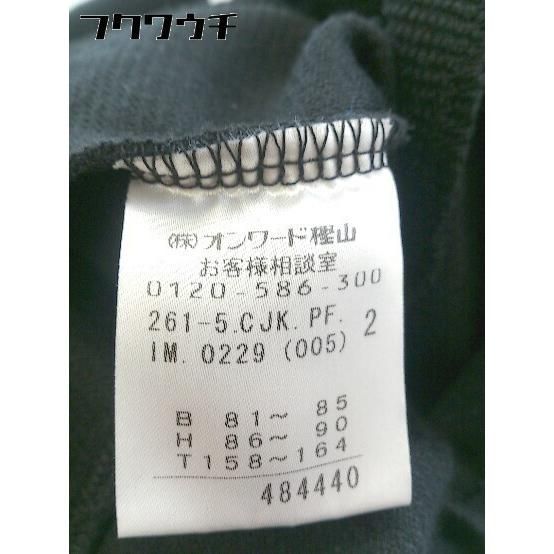 フクワウチ
(株)オンワード樫山
お客様相談室
0120-586-300
261-5.CJK.PF. 2
IM. 0229 (005)
B 81～ 85
H 86～ 90
T 158～164
484440